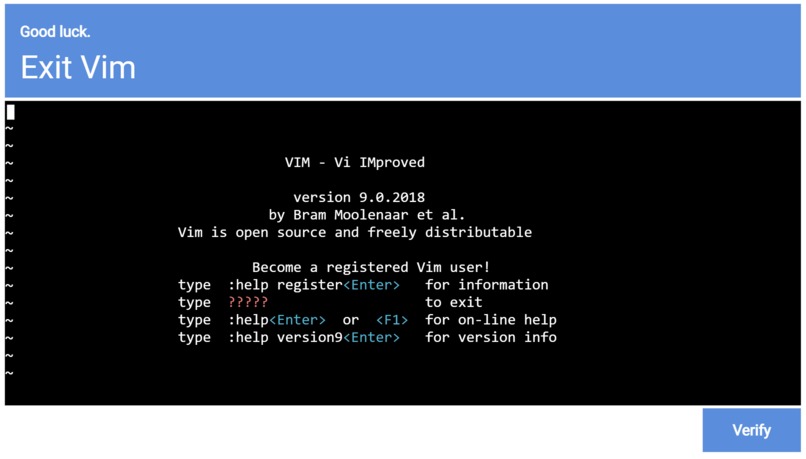 Good luck.
Exit Vim
~
~
~ VIM - Vi IMproved
~
~ version 9.0.2018
~ by Bram Moolenaar et al.
~ Vim is open source and freely distributable
~
~ Become a registered Vim user!
~ type :help register<Enter> for information
~ type ????? to exit
~ type :help<Enter> or <F1> for on-line help
~ type :help version9<Enter> for version info
~
~
Verify